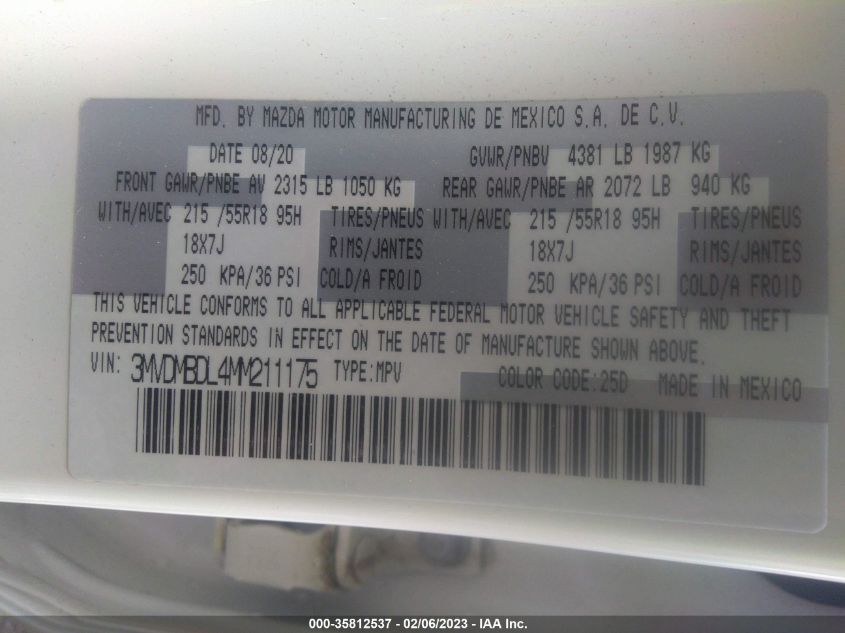 MFD. BY MAZDA MOTOR MANUFACTURING DE MEXICO S.A. DE C.V.
DATE 08/20 GVWR/PNBV 4381 LB 1987 KG
FRONT GAWR/PNBE AV 2315 LB 1050 KG REAR GAWR/PNBE AR 2072 LB 940 KG
WITH/AVEC 215 /55R18 95H TIRES/PNEUS WITH/AVEC 215 /55R18 95H TIRES/PNEUS
18X7J RIMS/JANTES 18X7J RIMS/JANTES
250 KPA/36 PSI COLD/A FROID 250 KPA/36 PSI COLD/A FROID
THIS VEHICLE CONFORMS TO ALL APPLICABLE FEDERAL MOTOR VEHICLE SAFETY AND THEFT
PREVENTION STANDARDS IN EFFECT ON THE DATE OF MANUFACTURE SHOWN ABOVE.
VIN: 3MVDMBDL4MM211175 TYPE:MPV COLOR CODE:25D MADE IN MEXICO
000-35812537 - 02/06/2023 - IAA Inc.